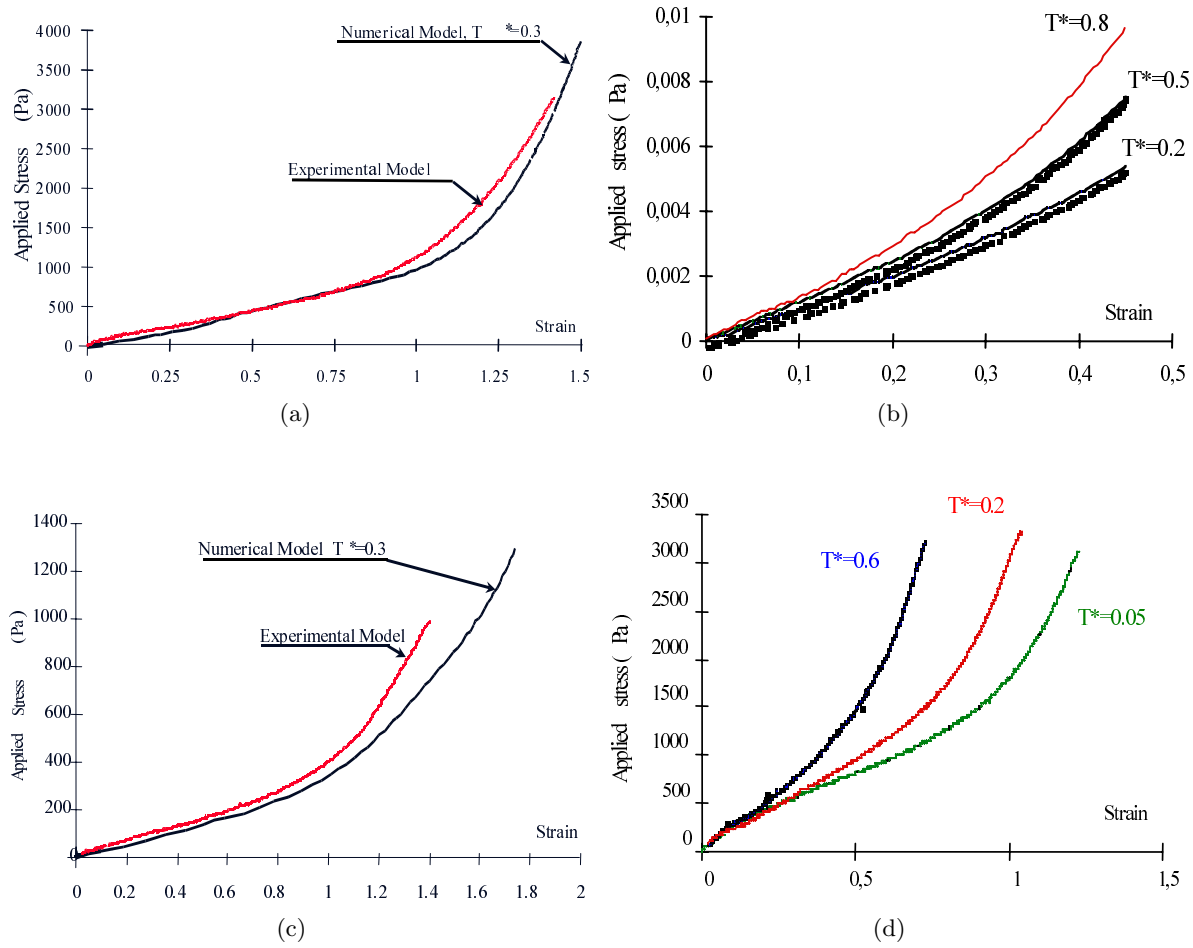 4 000
3500
3000
2500
2000
1500
1000
500
0
Applied Stress (Pa)
Numerical Model, T *=0.3
Experimental Model
Strain
0 0.25 0.5 0.75 1 1.25 1.5
(a)
0,01
0,008
0,006
0,004
0,002
0
Applied stress ( Pa)
T*=0.8
T*=0.5
T*=0.2
Strain
0 0,1 0,2 0,3 0,4 0,5
(b)
1400
1200
1000
800
600
400
200
0
Applied Stress (Pa)
Numerical Model T *=0.3
Experimental Model
Strain
0 0.2 0.4 0.6 0.8 1 1.2 1.4 1.6 1.8 2
(c)
3500
3000
2500
2000
1500
1000
500
0
Applied stress ( Pa)
T*=0.2
T*=0.6
T*=0.05
Strain
0 0,5 1 1,5
(d)